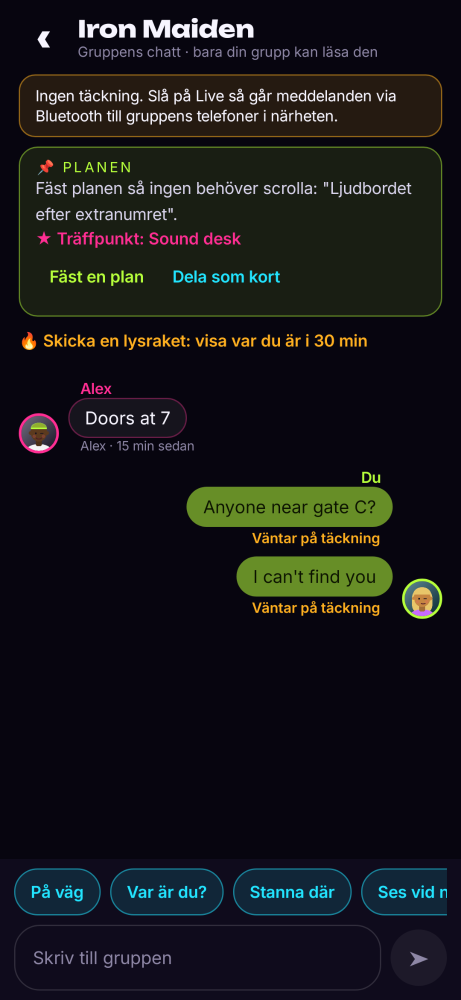 Iron Maiden
Gruppens chatt · bara din grupp kan läsa den
Ingen täckning. Slå på Live så går meddelanden via
Bluetooth till gruppens telefoner i närheten.
📌 PLANEN
Fäst planen så ingen behöver scrolla: "Ljudbordet
efter extranumret".
★ Träffpunkt: Sound desk
Fäst en plan Dela som kort
🔥 Skicka en lysraket: visa var du är i 30 min
Alex
Doors at 7
Alex · 15 min sedan
Du
Anyone near gate C?
Väntar på täckning
I can't find you
Väntar på täckning
På väg Var är du? Stanna där Ses vid
Skriv till gruppen